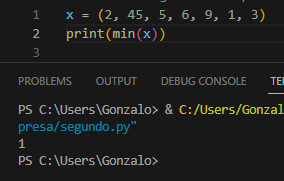 1 x = (2, 45, 5, 6, 9, 1, 3)
2 print(min(x))
3
PROBLEMS OUTPUT DEBUG CONSOLE
PS C:\Users\Gonzalo> & C:/Users/Gonzal
presa/segundo.py"
1
PS C:\Users\Gonzalo>